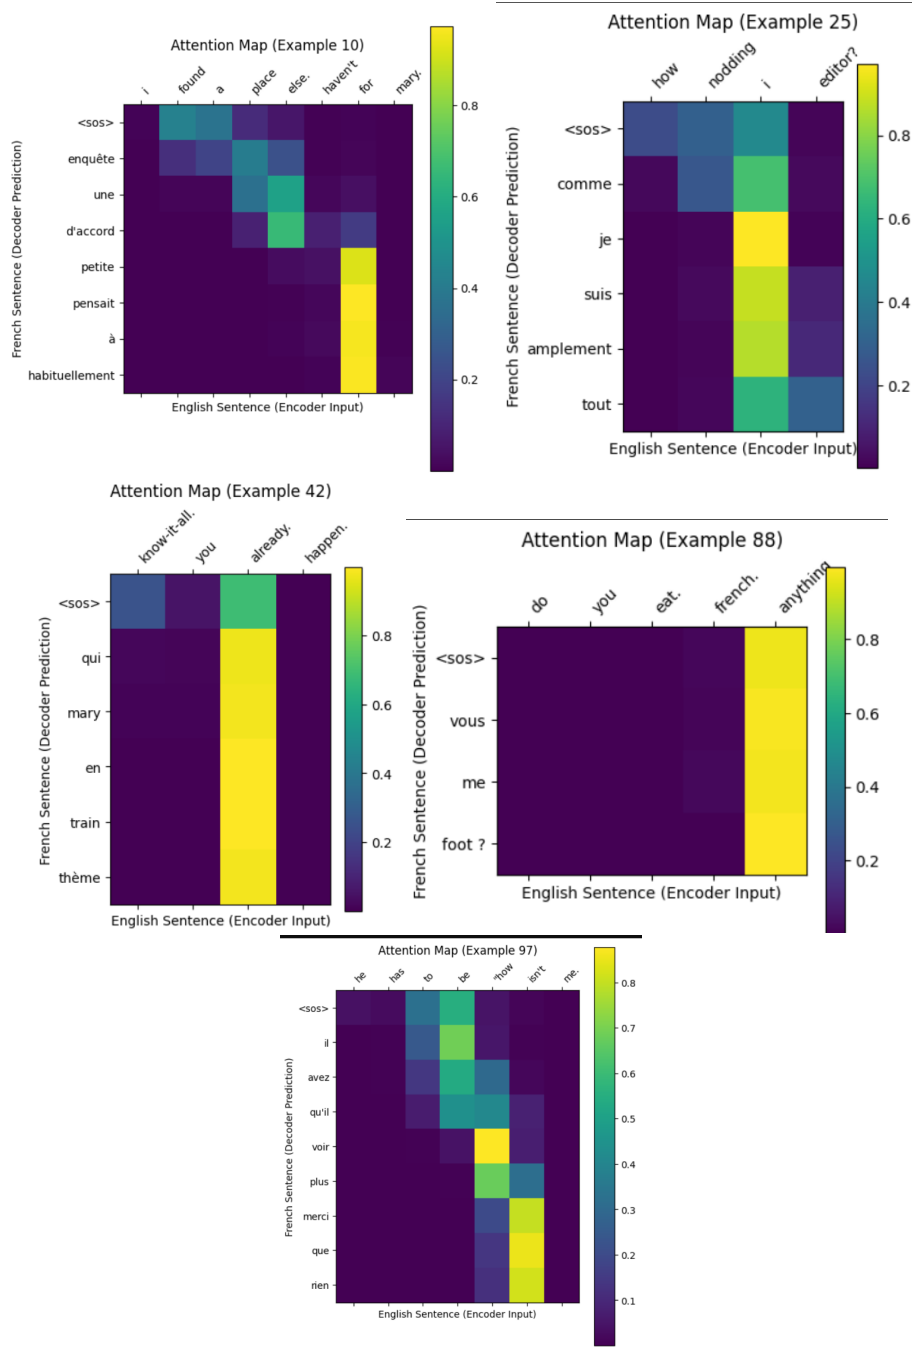 Attention Map (Example 10)
i
found
a
place
else.
haven't
for
mary.
French Sentence (Decoder Prediction)
<sos>
enquête
une
d'accord
petite
pensait
à
habituellement
English Sentence (Encoder Input)
0.8
0.6
0.4
0.2
Attention Map (Example 25)
how
nodding
i
editor?
French Sentence (Decoder Prediction)
<sos>
comme
je
suis
amplement
tout
English Sentence (Encoder Input)
0.8
0.6
0.4
0.2
Attention Map (Example 42)
know-it-all.
you
already.
happen.
French Sentence (Decoder Prediction)
<sos>
qui
mary
en
train
thème
English Sentence (Encoder Input)
0.8
0.6
0.4
0.2
Attention Map (Example 88)
do
you
eat.
french.
anything
French Sentence (Decoder Prediction)
<sos>
vous
me
foot ?
English Sentence (Encoder Input)
0.8
0.6
0.4
0.2
Attention Map (Example 97)
he
has
to
be
"how
isn't
me.
French Sentence (Decoder Prediction)
<sos>
il
avez
qu'il
voir
plus
merci
que
rien
English Sentence (Encoder Input)
0.8
0.7
0.6
0.5
0.4
0.3
0.2
0.1